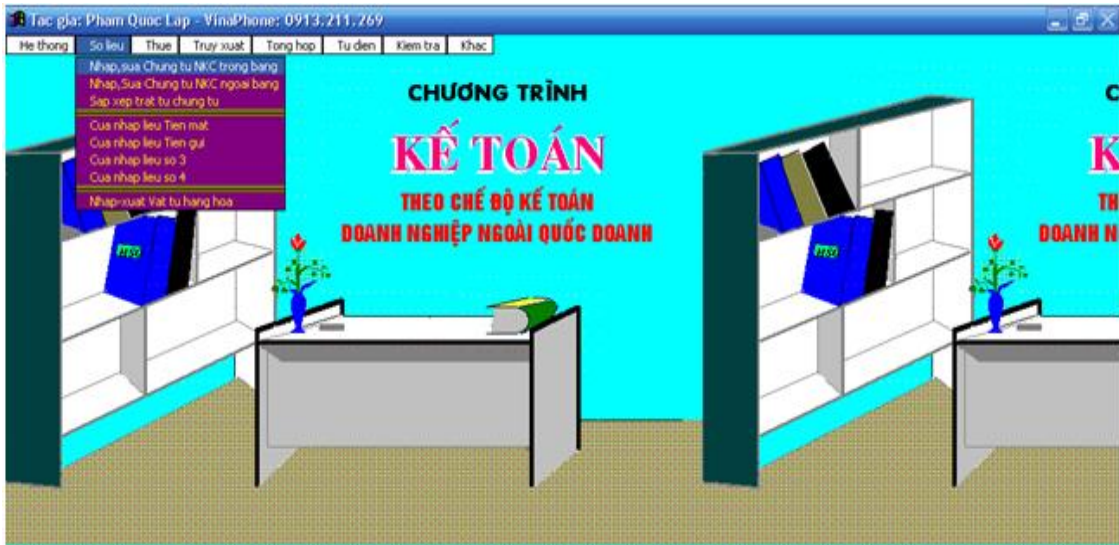 Tac gia: Pham Quoc Lap - VinaPhone: 0913.211.269
He thong So lieu Thue Truy xuat Tong hop Tu dien Kiem tra Khac
Nhap,sua Chung tu NKC trong bang
Nhap,Sua Chung tu NKC ngoai bang
Sap xep trat tu chung tu
Cua nhap lieu Tien mat
Cua nhap lieu Tien gui
Cua nhap lieu so 3
Cua nhap lieu so 4
Nhap-xuat Vat tu hang hoa
CHƯƠNG TRÌNH
KẾ TOÁN
THEO CHẾ ĐỘ KẾ TOÁN
DOANH NGHIỆP NGOÀI QUỐC DOANH
C
K
TH
DOANH N